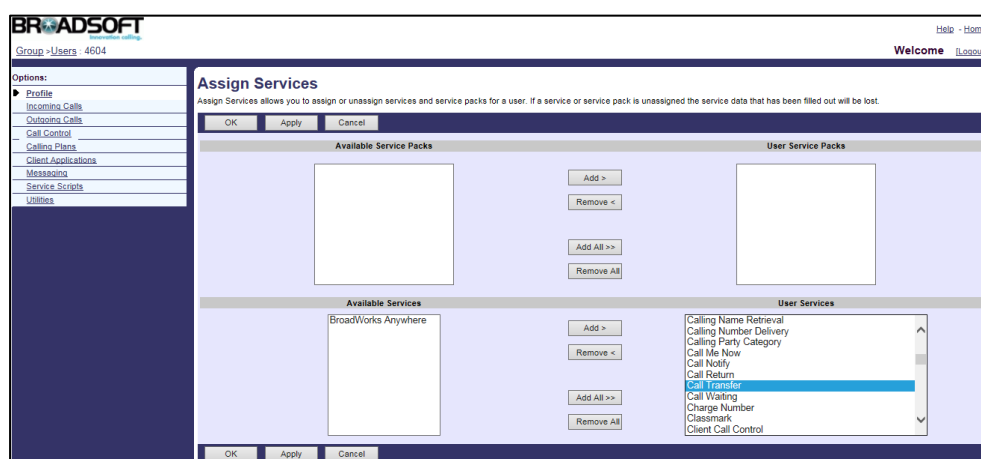 BROADSOFT
innovation calling.
Help - Hom
Group >Users : 4604
Welcome [Logou
Options:
Profile
Incoming Calls
Outgoing Calls
Call Control
Calling Plans
Client Applications
Messaging
Service Scripts
Utilities
Assign Services
Assign Services allows you to assign or unassign services and service packs for a user. If a service or service pack is unassigned the service data that has been filled out will be lost.
OK Apply Cancel
Available Service Packs User Service Packs
Add >
Remove <
Add All >>
Remove All
Available Services User Services
BroadWorks Anywhere
Add >
Remove <
Add All >>
Remove All
Calling Name Retrieval
Calling Number Delivery
Calling Party Category
Call Me Now
Call Notify
Call Return
Call Transfer
Call Waiting
Charge Number
Classmark
Client Call Control
OK Apply Cancel